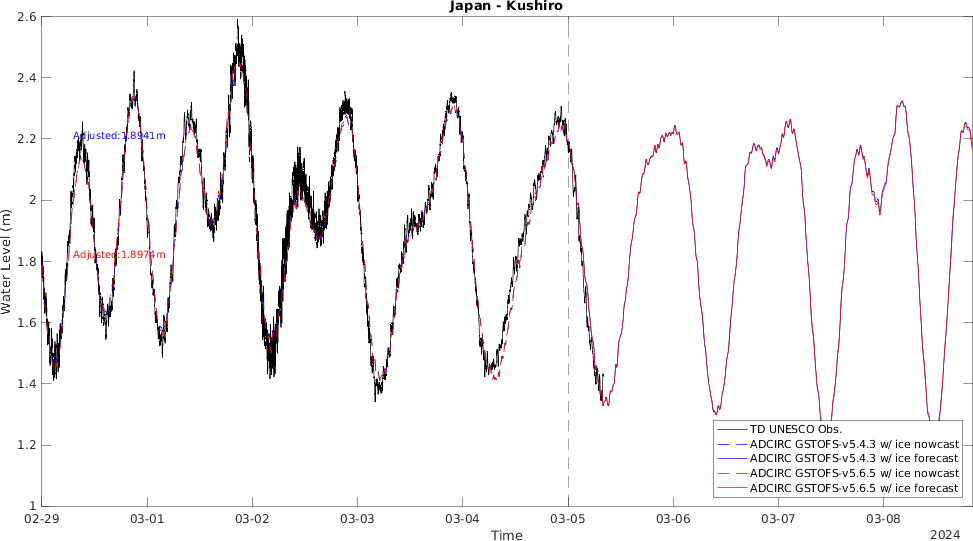 Japan - Kushiro
2.6
2.4
2.2
2
1.8
1.6
1.4
1.2
1
Water Level (m)
Adjusted:1.8941m
Adjusted:1.8974m
TD UNESCO Obs.
ADCIRC GSTOFS-v5.4.3 w/ ice nowcast
ADCIRC GSTOFS-v5.4.3 w/ ice forecast
ADCIRC GSTOFS-v5.6.5 w/ ice nowcast
ADCIRC GSTOFS-v5.6.5 w/ ice forecast
02-29 03-01 03-02 03-03 03-04 03-05 03-06 03-07 03-08
Time
2024